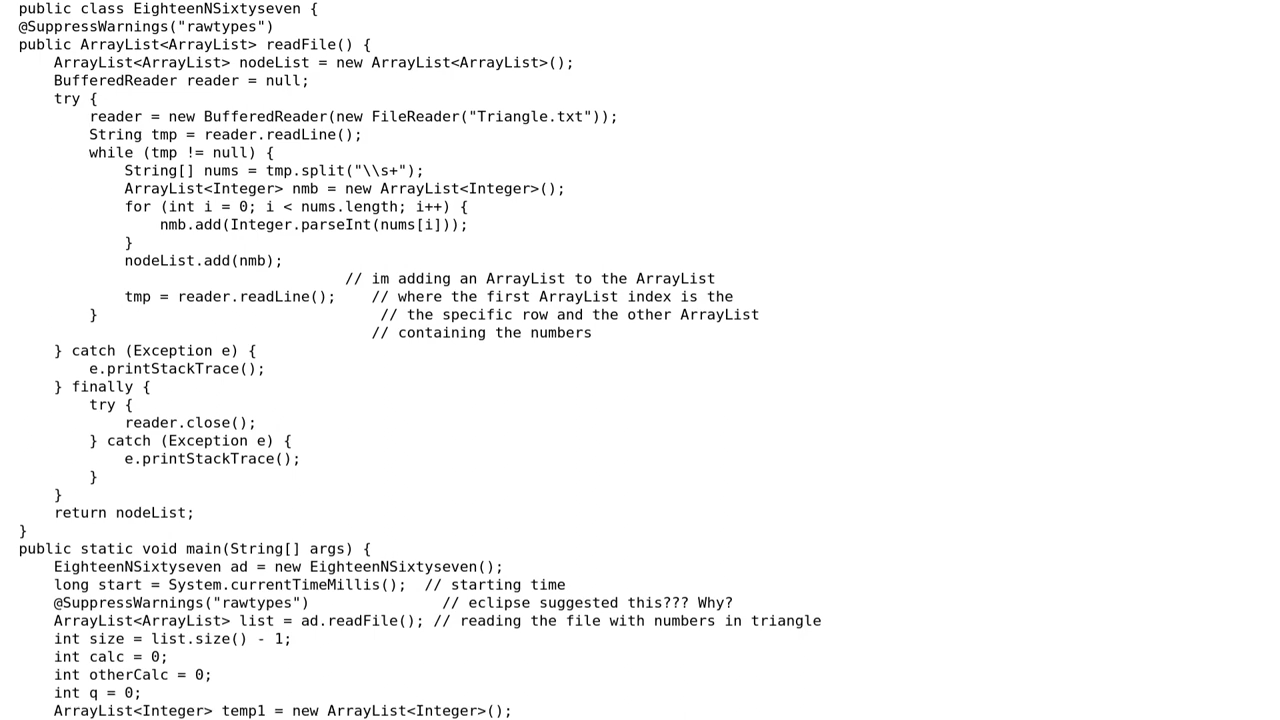 public class EighteenNSixtyseven {
@SuppressWarnings("rawtypes")
public ArrayList<ArrayList> readFile() {
    ArrayList<ArrayList> nodeList = new ArrayList<ArrayList>();
    BufferedReader reader = null;
    try {
        reader = new BufferedReader(new FileReader("Triangle.txt"));
        String tmp = reader.readLine();
        while (tmp != null) {
            String[] nums = tmp.split("\\s+");
            ArrayList<Integer> nmb = new ArrayList<Integer>();
            for (int i = 0; i < nums.length; i++) {
                nmb.add(Integer.parseInt(nums[i]));
            }
            nodeList.add(nmb);
                                     // im adding an ArrayList to the ArrayList
            tmp = reader.readLine();    // where the first ArrayList index is the
        }                                // the specific row and the other ArrayList
                                        // containing the numbers
    } catch (Exception e) {
        e.printStackTrace();
    } finally {
        try {
            reader.close();
        } catch (Exception e) {
            e.printStackTrace();
        }
    }
    return nodeList;
}
public static void main(String[] args) {
    EighteenNSixtyseven ad = new EighteenNSixtyseven();
    long start = System.currentTimeMillis();  // starting time
    @SuppressWarnings("rawtypes")               // eclipse suggested this??? Why?
    ArrayList<ArrayList> list = ad.readFile(); // reading the file with numbers in triangle
    int size = list.size() - 1;
    int calc = 0;
    int otherCalc = 0;
    int q = 0;
    ArrayList<Integer> temp1 = new ArrayList<Integer>();